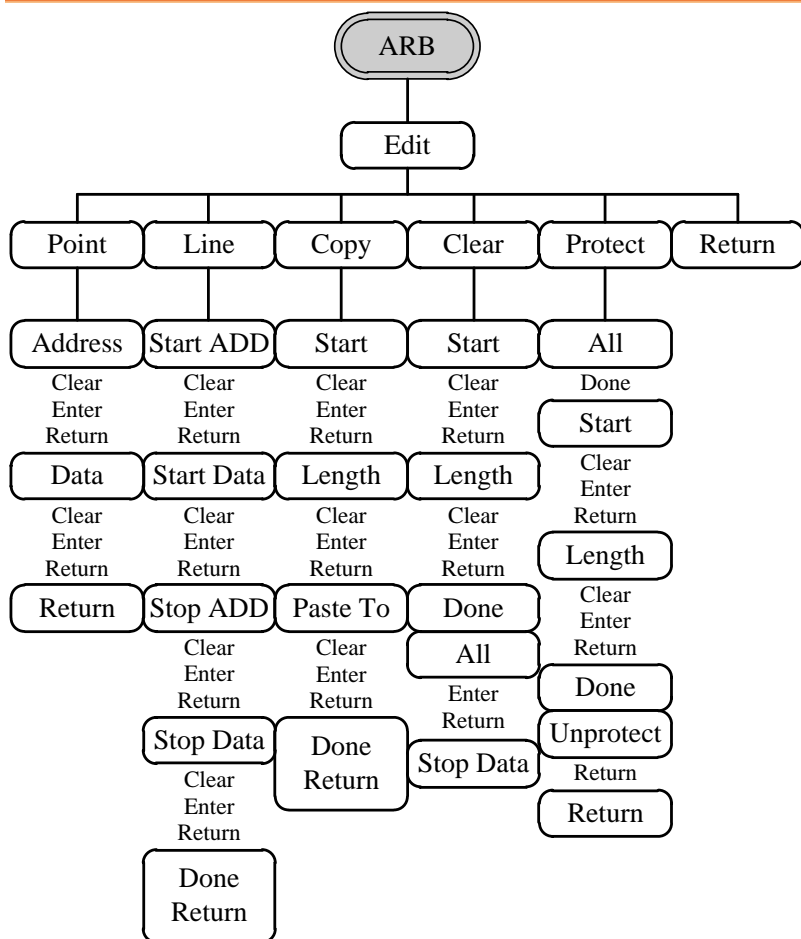 ARB
Edit
Point
Line
Copy
Clear
Protect
Return
Address
Clear
Enter
Return
Data
Clear
Enter
Return
Return
Start ADD
Clear
Enter
Return
Start Data
Clear
Enter
Return
Stop ADD
Clear
Enter
Return
Stop Data
Clear
Enter
Return
Done
Return
Start
Clear
Enter
Return
Length
Clear
Enter
Return
Paste To
Clear
Enter
Return
Done
Return
Start
Clear
Enter
Return
Length
Clear
Enter
Return
Done
All
Enter
Return
Stop Data
All
Done
Start
Clear
Enter
Return
Length
Clear
Enter
Return
Done
Unprotect
Return
Return